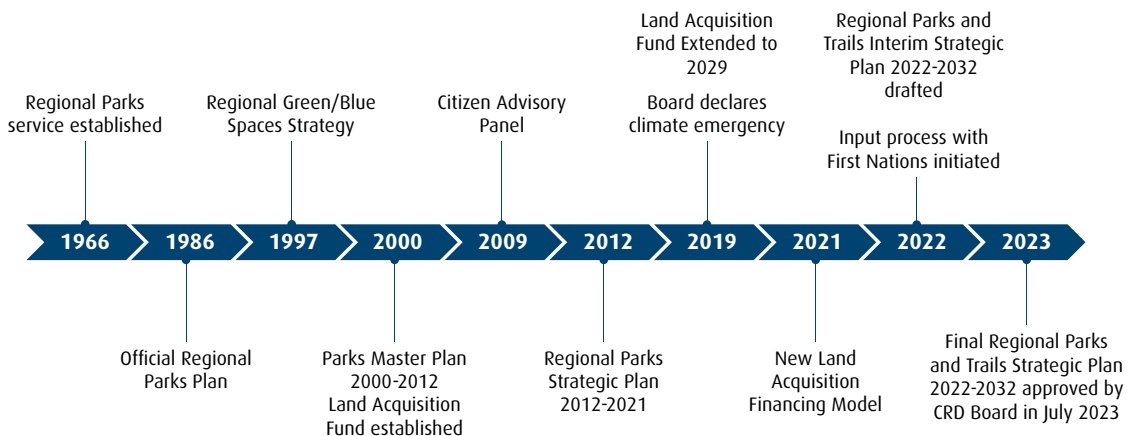 Regional Parks
service established
Regional Green/Blue
Spaces Strategy
Citizen Advisory
Panel
Land Acquisition
Fund Extended to
2029
Board declares
climate emergency
Regional Parks and
Trails Interim Strategic
Plan 2022-2032
drafted
Input process with
First Nations initiated
1966 1986 1997 2000 2009 2012 2019 2021 2022 2023
Official Regional
Parks Plan
Parks Master Plan
2000-2012
Land Acquisition
Fund established
Regional Parks
Strategic Plan
2012-2021
New Land
Acquisition
Financing Model
Final Regional Parks
and Trails Strategic Plan
2022-2032 approved by
CRD Board in July 2023